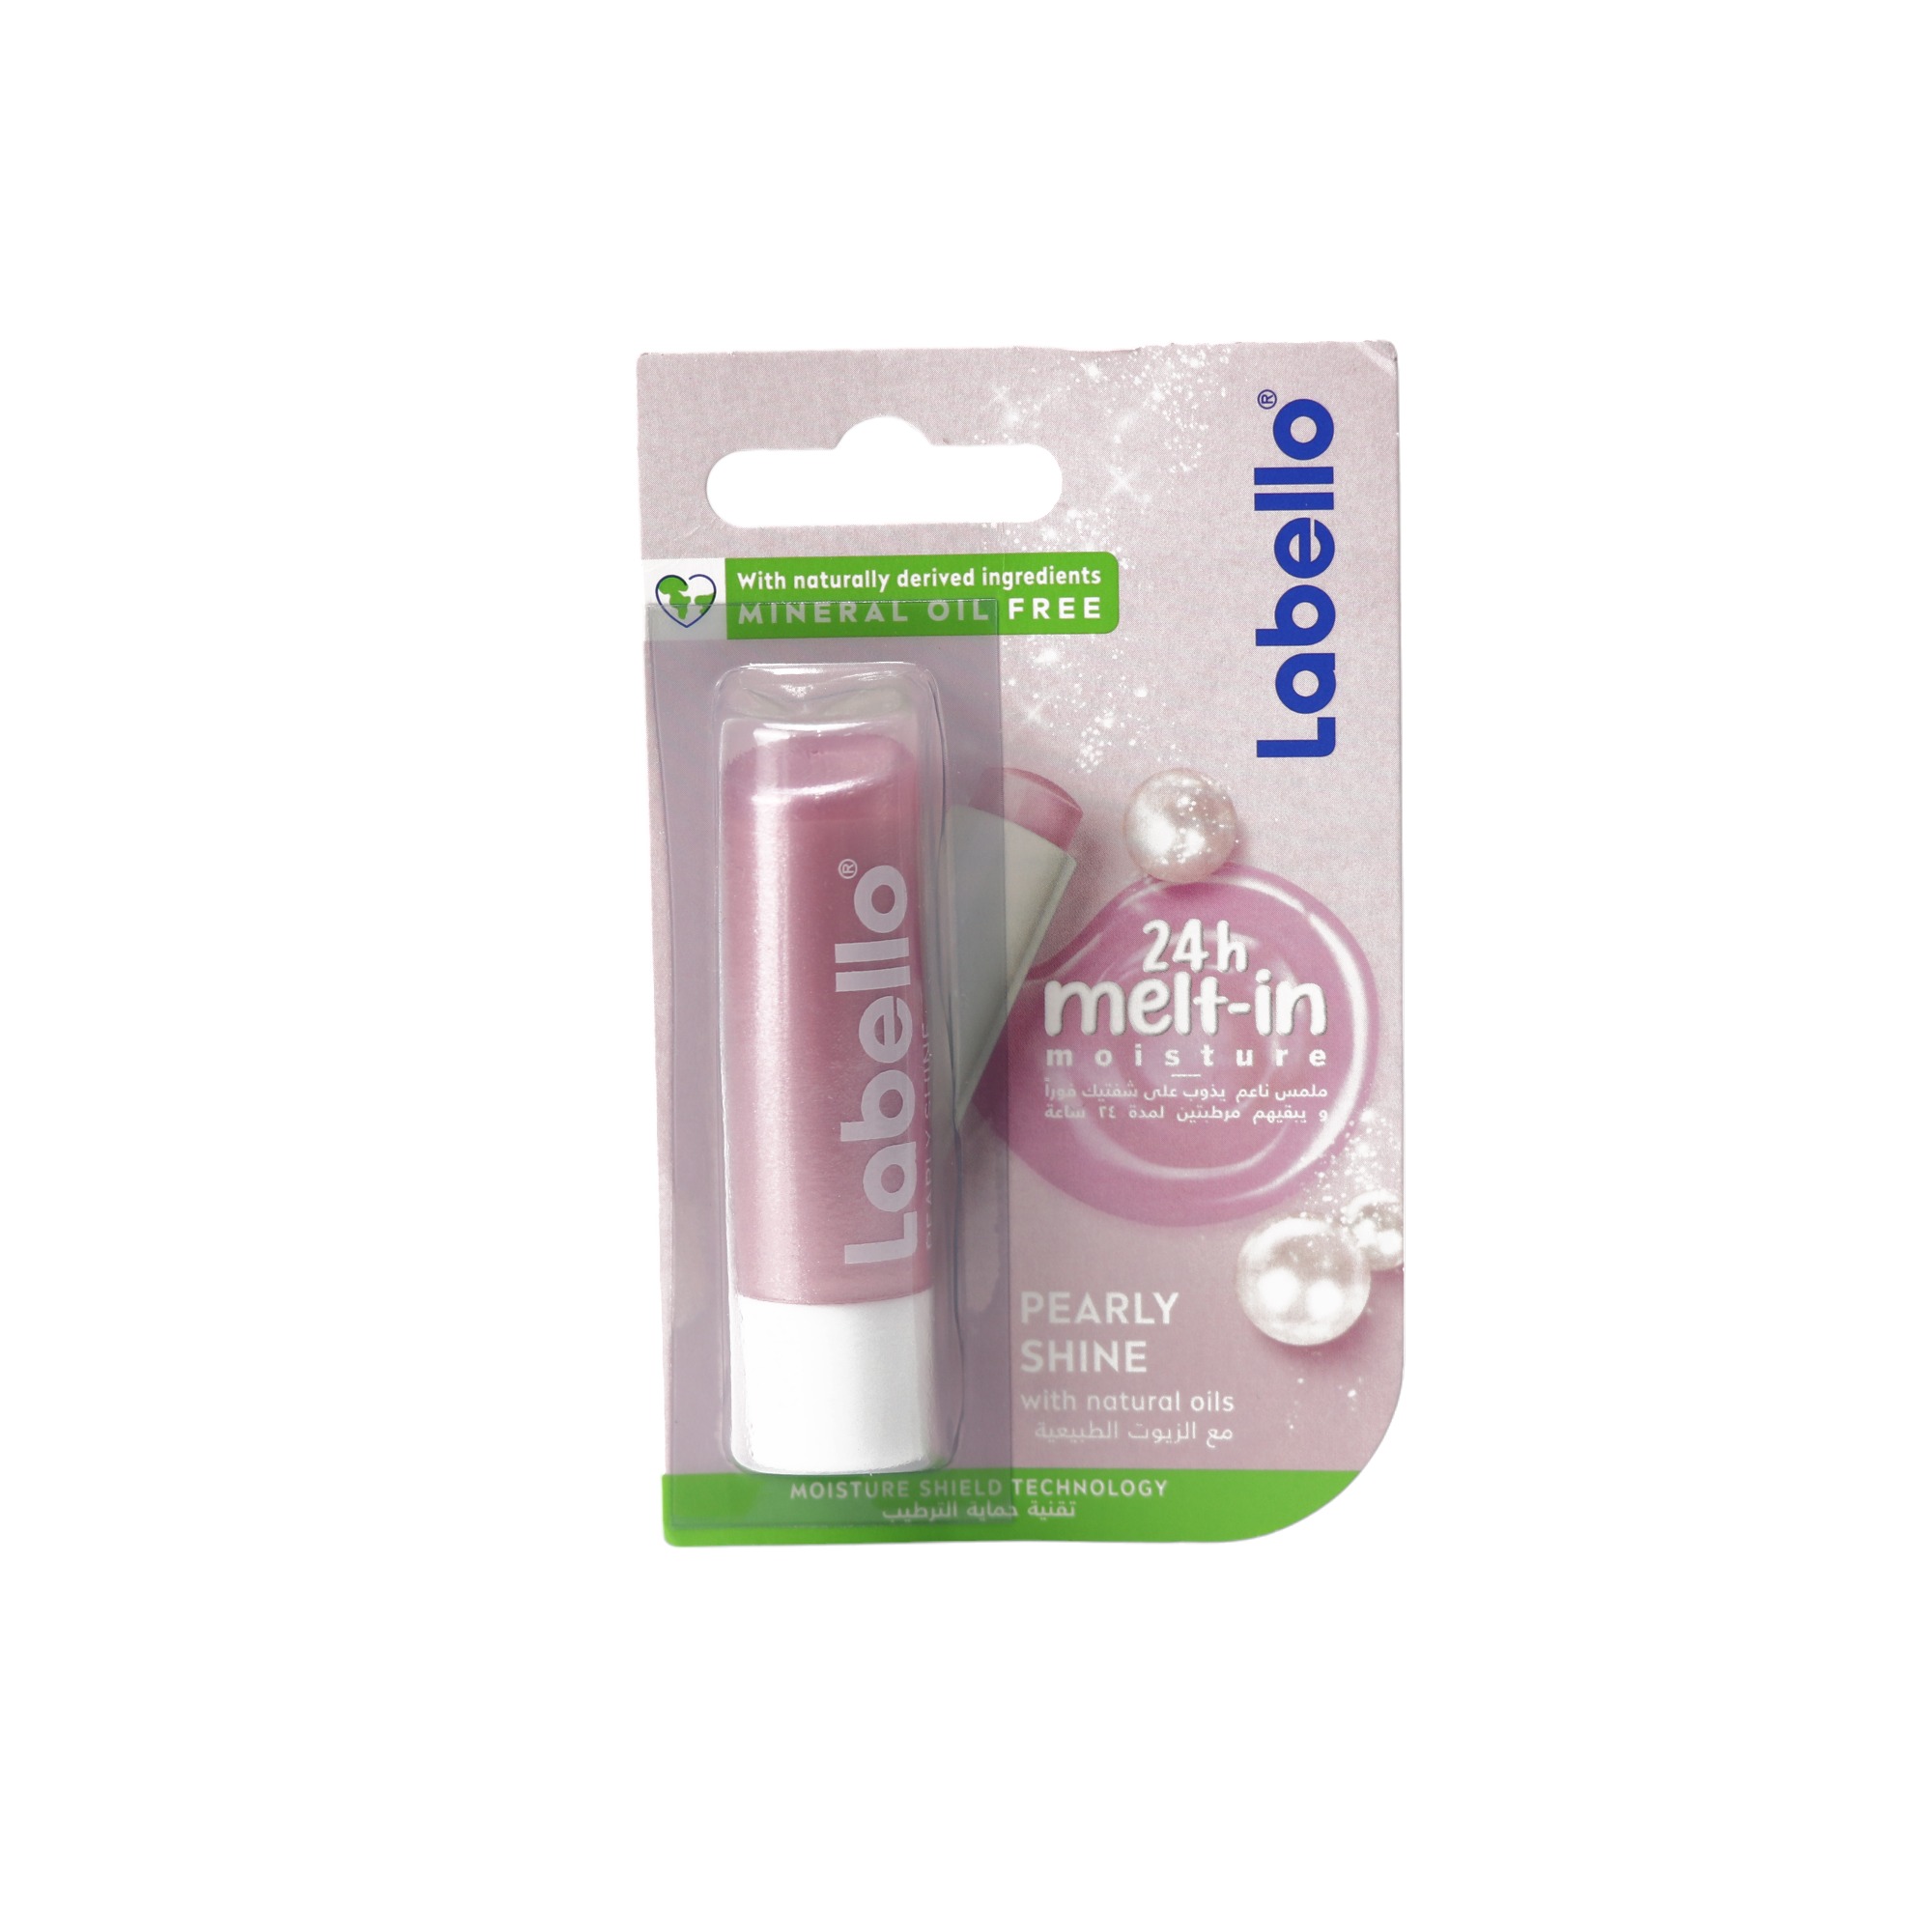 Labello®
With naturally derived ingredients
MINERAL OIL FREE
Labello®
PEARLY SHINE
24h
melt-in
moisture
ملمس ناعم يذوب على شفتيك فوراً
و يبقيهم مرطبتين لمدة ٢٤ ساعة
PEARLY
SHINE
with natural oils
مع الزيوت الطبيعية
MOISTURE SHIELD TECHNOLOGY
تقنية حماية الترطيب